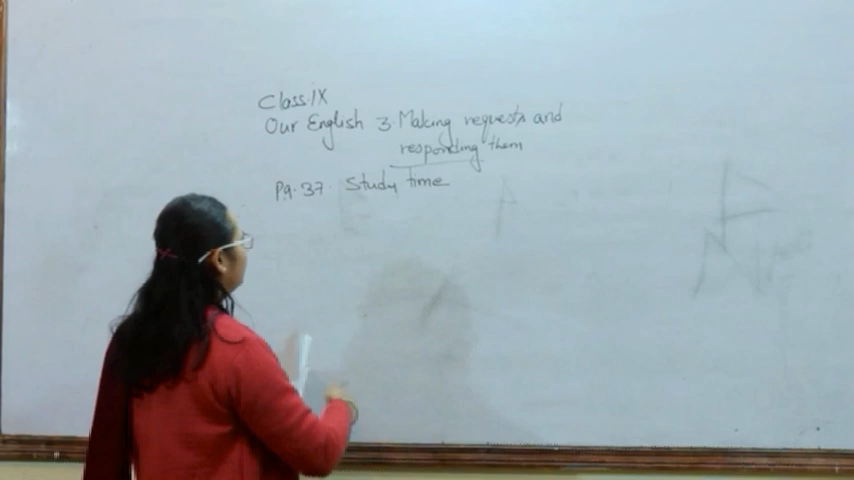 Class.IX
Our English 3. Making requests and
responding them
Pg. 37. Study time